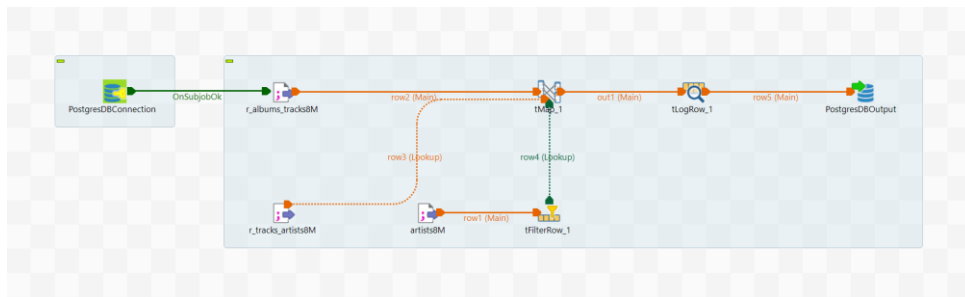 OnSubjobOk
PostgresDBConnection
r_albums_tracks8M
row2 (Main)
tMap_1
out1 (Main)
tLogRow_1
row5 (Main)
PostgresDBOutput
row3 (Lookup)
row4 (Lookup)
r_tracks_artists8M
artists8M
row1 (Main)
tFilterRow_1